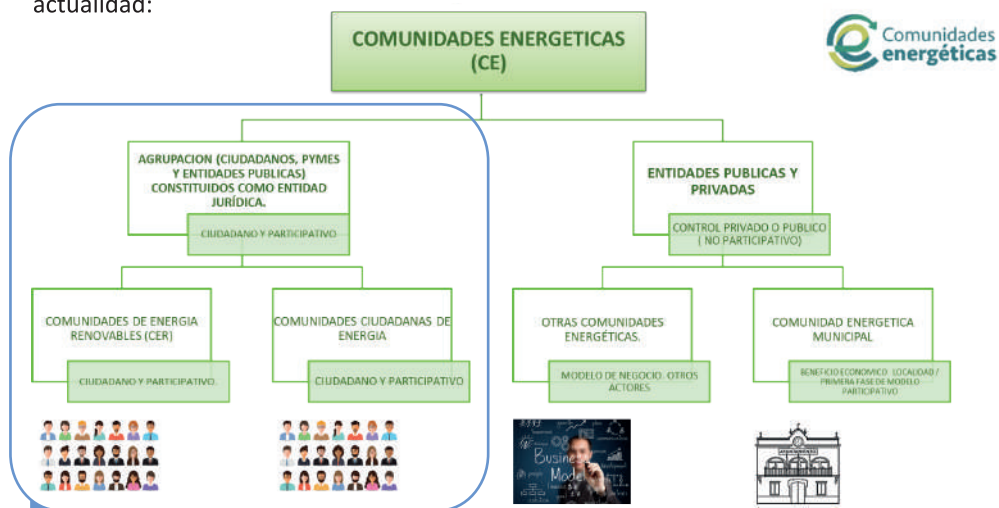 actualidad:
COMUNIDADES ENERGETICAS
(CE)
Comunidades
energéticas
AGRUPACION (CIUDADANOS, PYMES
Y ENTIDADES PUBLICAS)
CONSTITUIDOS COMO ENTIDAD
JURÍDICA.
CIUDADANO Y PARTICIPATIVO
ENTIDADES PUBLICAS Y
PRIVADAS
CONTROL PRIVADO O PUBLICO
( NO PARTICIPATIVO)
COMUNIDADES DE ENERGIA
RENOVABLES (CER)
CIUDADANO Y PARTICIPATIVO.
COMUNIDADES CIUDADANAS DE
ENERGIA
CIUDADANO Y PARTICIPATIVO
OTRAS COMUNIDADES
ENERGÉTICAS.
MODELO DE NEGOCIO. OTROS
ACTORES
COMUNIDAD ENERGETICA
MUNICIPAL
BENEFICIO ECONOMICO LOCALIDAD /
PRIMERA FASE DE MODELO
PARTICIPATIVO
Business
Model
AYUNTAMIENTO